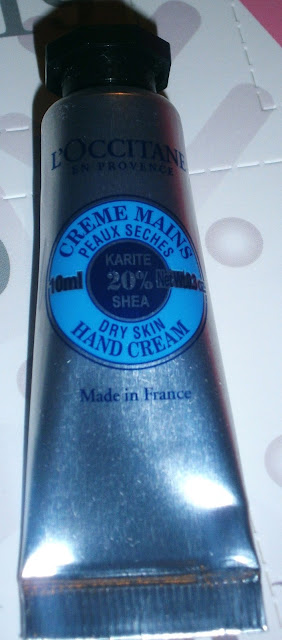 L'OCCITANE
EN PROVENCE
CREME MAINS
PEAUX SECHES
KARITE
10ml 20%
SHEA
DRY SKIN
HAND CREAM
Made in France